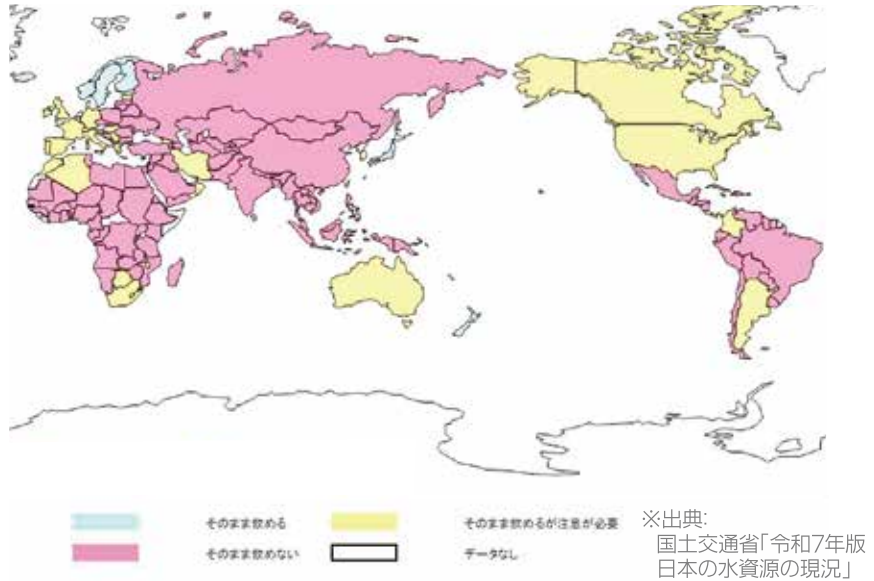 そのまま飲める
そのまま飲めるが注意が必要
そのまま飲めない
データなし
※出典:
国土交通省「令和7年版
日本の水資源の現況」